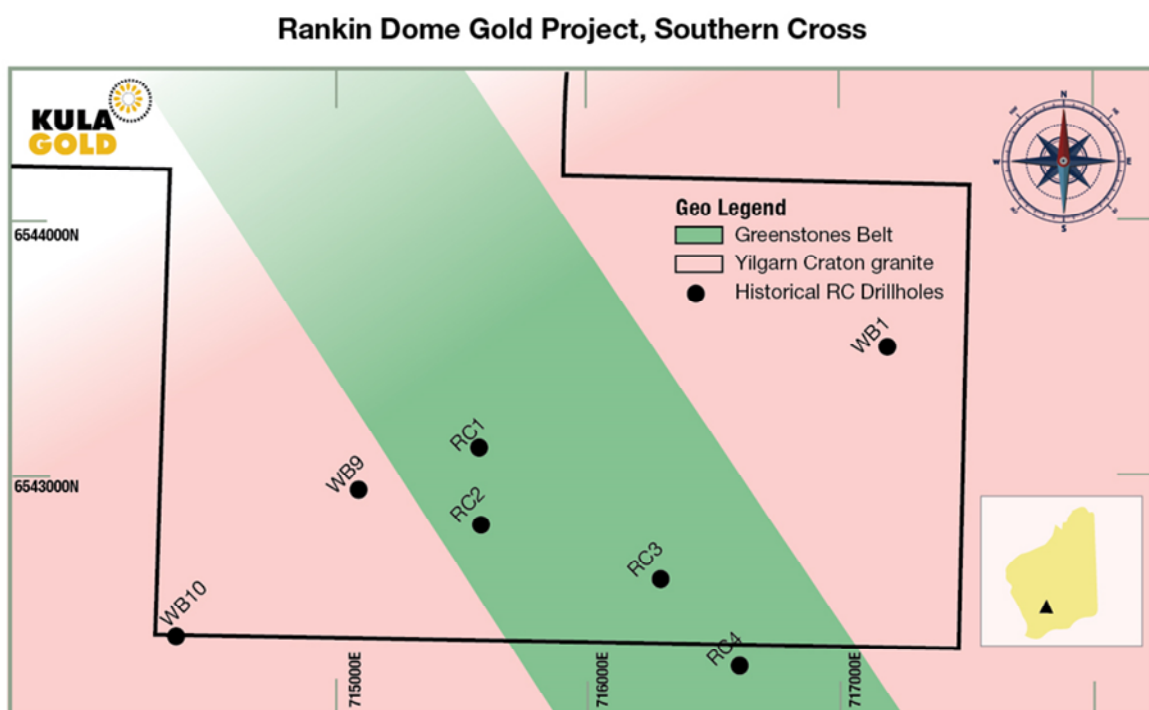 Rankin Dome Gold Project, Southern Cross
KULA
GOLD
N
W
E
S
Geo Legend
Greenstones Belt
Yilgarn Craton granite
Historical RC Drillholes
6544000N
WB1
RC1
WB9
6543000N
RC2
RC3
WB10
RC4
715000E
716000E
717000E